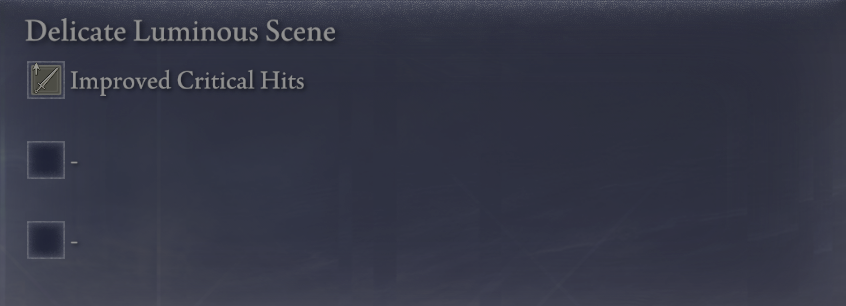 Delicate Luminous Scene
Improved Critical Hits
-
-